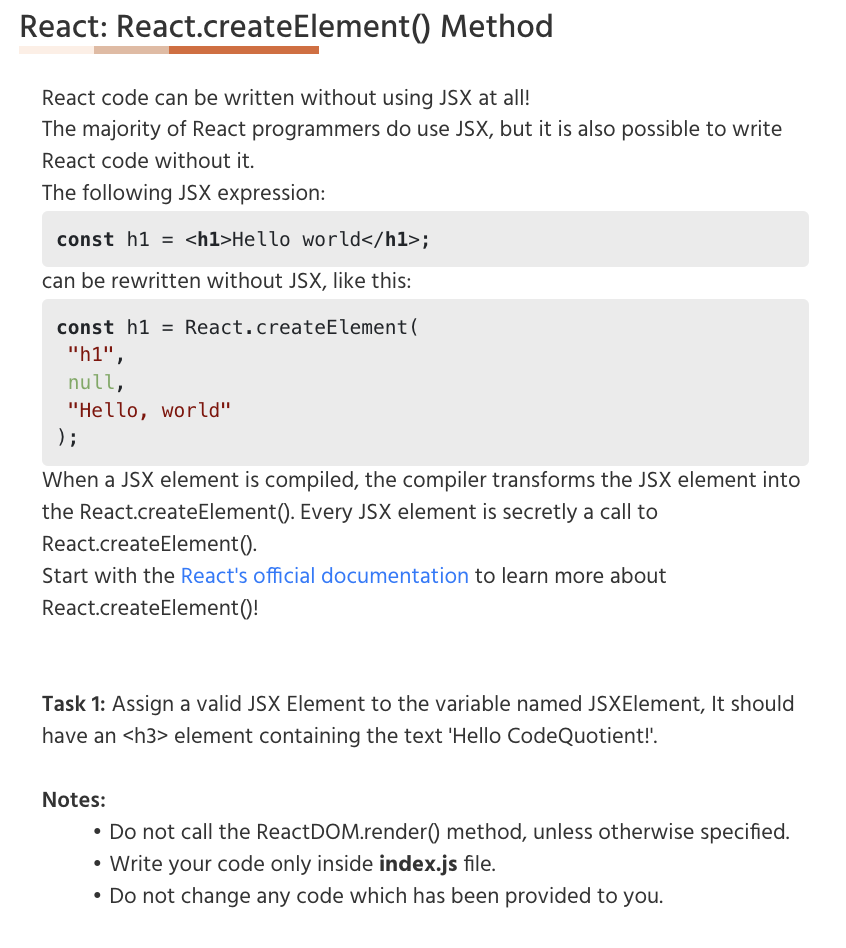 React: React.createElement() Method
React code can be written without using JSX at all!
The majority of React programmers do use JSX, but it is also possible to write
React code without it.
The following JSX expression:
const h1 = <h1>Hello world</h1>;
can be rewritten without JSX, like this:
const h1 = React.createElement(
"h1",
null,
"Hello, world"
);
When a JSX element is compiled, the compiler transforms the JSX element into
the React.createElement(). Every JSX element is secretly a call to
React.createElement().
Start with the React's official documentation to learn more about
React.createElement()!
Task 1: Assign a valid JSX Element to the variable named JSXElement, It should
have an <h3> element containing the text 'Hello CodeQuotient!'.
Notes:
• Do not call the ReactDOM.render() method, unless otherwise specified.
• Write your code only inside index.js file.
• Do not change any code which has been provided to you.